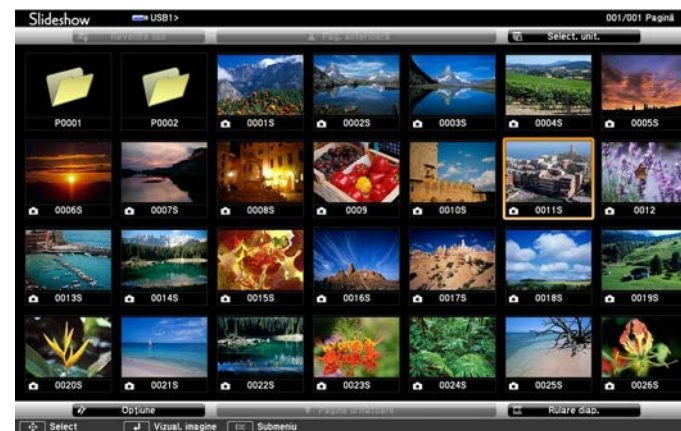 Slideshow USB1> 001/001 Pagină
Revenire sus Pag. anterioară Select. unit.
P0001 P0002 0001S 0002S 0003S 0004S 0005S
0006S 0007S 0008S 0009 0010S 0011S 0012
0013S 0014S 0015S 0016S 0017S 0018S 0019S
0020S 0021S 0022S 0023S 0024S 0025S 0026S
Opțiune Pagina următoare Rulare diap.
Select Vizual. imagine Esc Submeniu